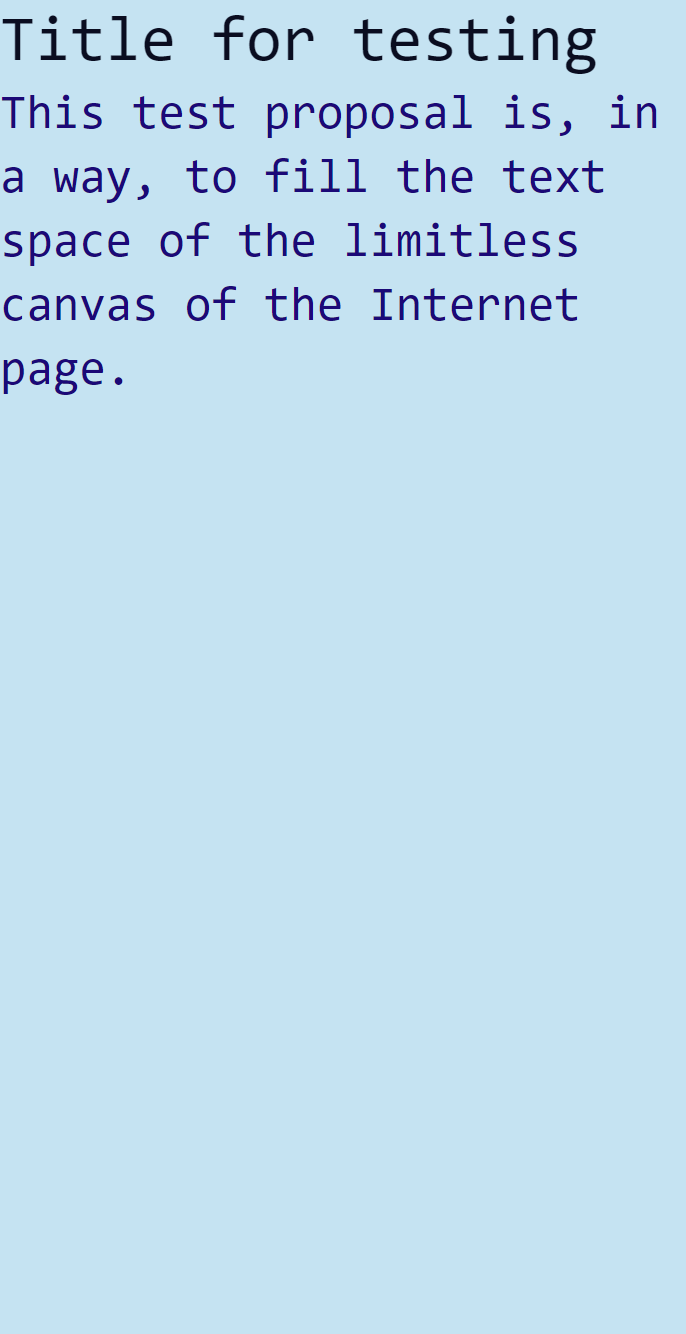 Title for testing
This test proposal is, in
a way, to fill the text
space of the limitless
canvas of the Internet
page.